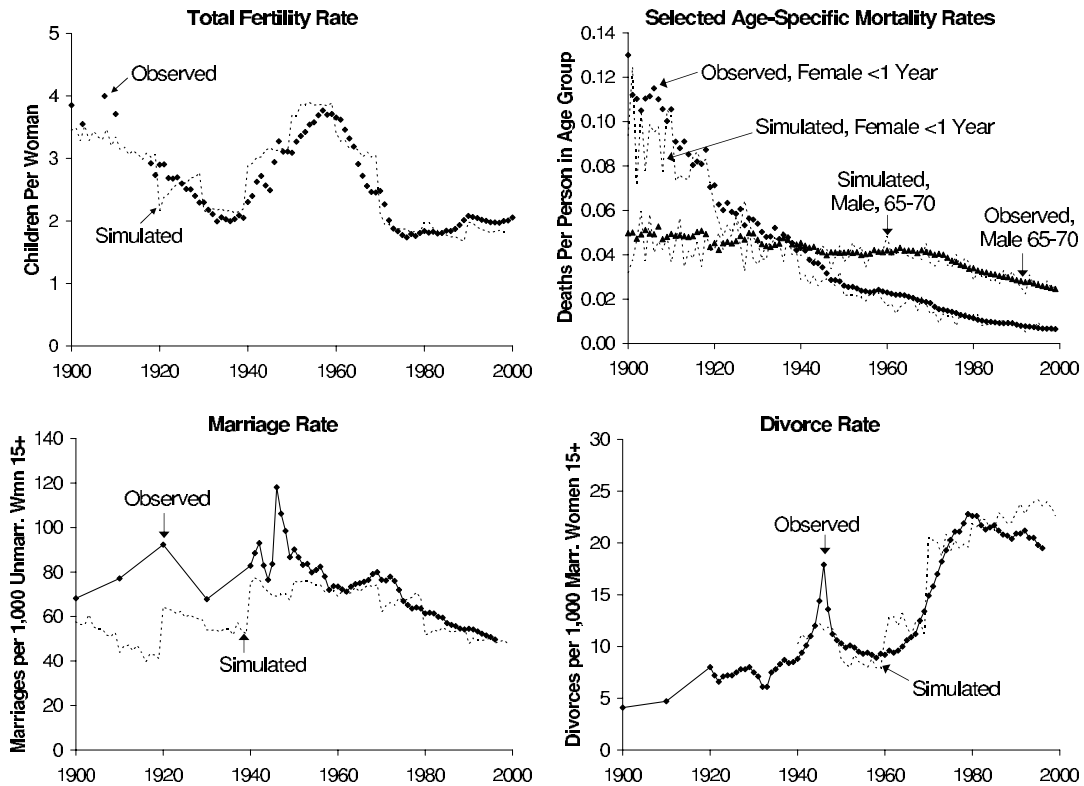 Total Fertility Rate
Children Per Woman
5
4
3
2
1
0
Observed
Simulated
1900 1920 1940 1960 1980 2000
Selected Age-Specific Mortality Rates
Deaths Per Person in Age Group
0.14
0.12
0.10
0.08
0.06
0.04
0.02
0.00
Observed, Female <1 Year
Simulated, Female <1 Year
Simulated,
Male, 65-70
Observed,
Male 65-70
1900 1920 1940 1960 1980 2000
Marriage Rate
Marriages per 1,000 Unmarr. Wmn 15+
140
120
100
80
60
40
20
0
Observed
Simulated
1900 1920 1940 1960 1980 2000
Divorce Rate
Divorces per 1,000 Marr. Women 15+
30
25
20
15
10
5
0
Observed
Simulated
1900 1920 1940 1960 1980 2000